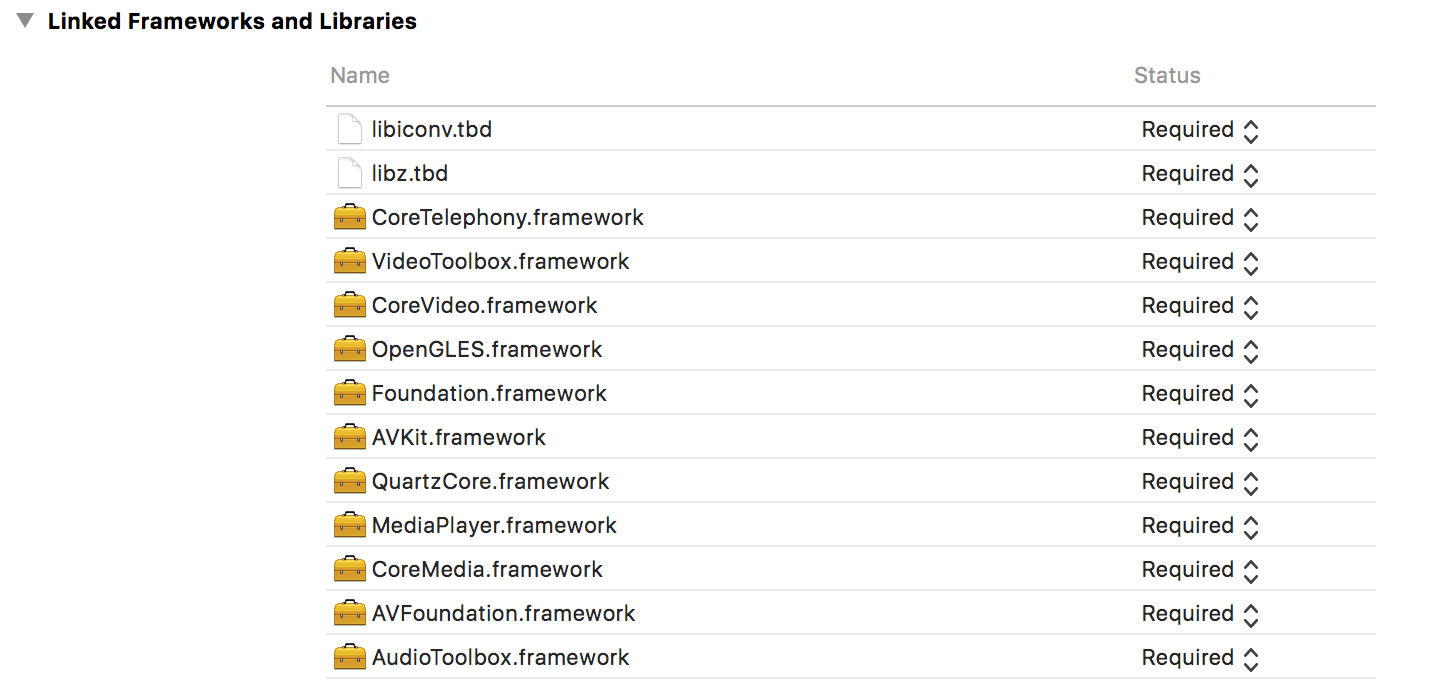 Linked Frameworks and Libraries
Name Status
libiconv.tbd Required
libz.tbd Required
CoreTelephony.framework Required
VideoToolbox.framework Required
CoreVideo.framework Required
OpenGLES.framework Required
Foundation.framework Required
AVKit.framework Required
QuartzCore.framework Required
MediaPlayer.framework Required
CoreMedia.framework Required
AVFoundation.framework Required
AudioToolbox.framework Required